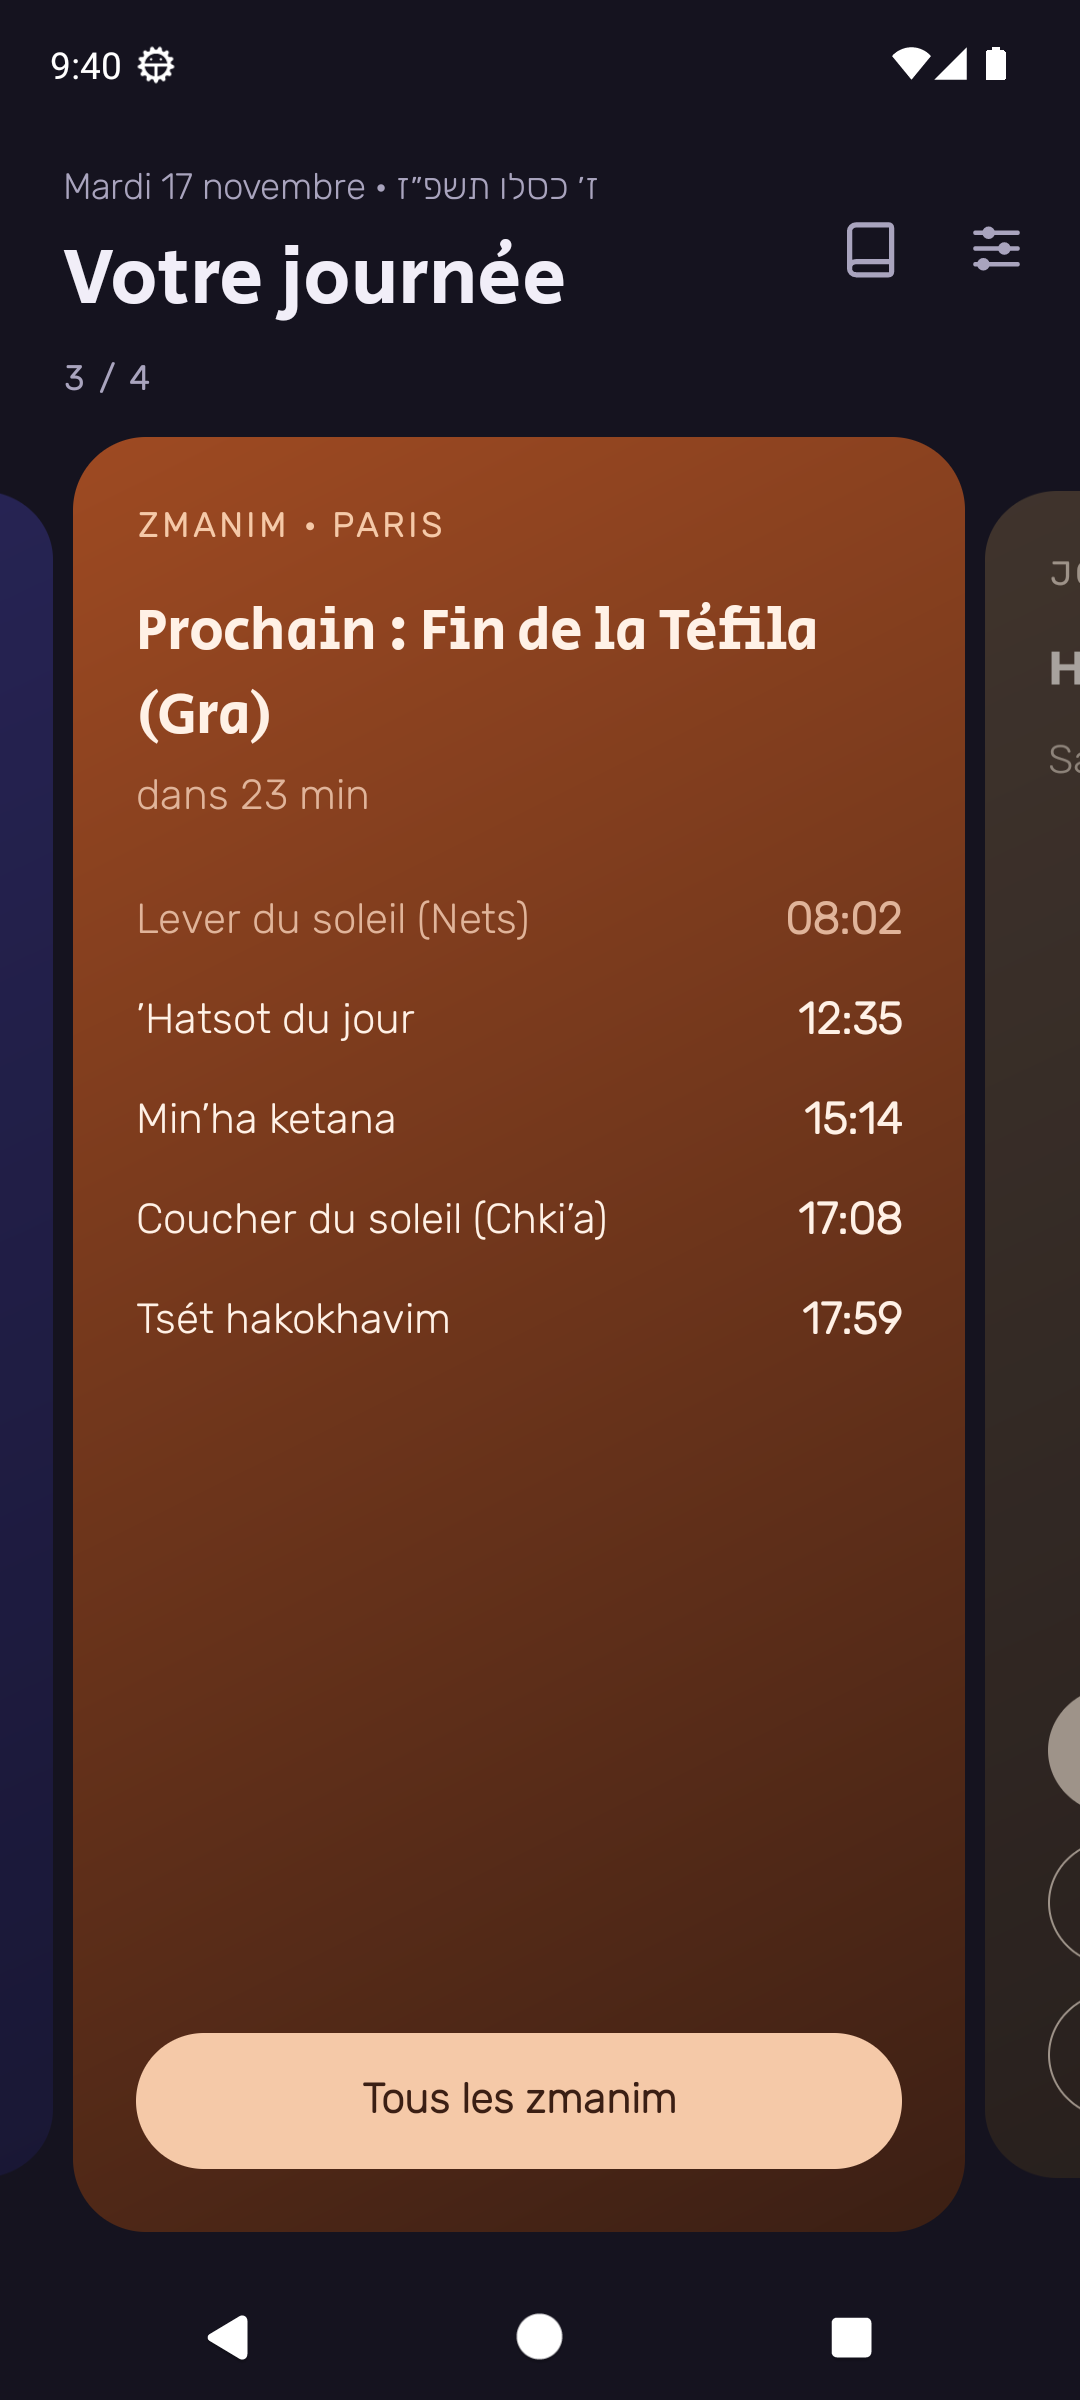 9:40
Mardi 17 novembre • ז׳ כסלו תשפ״ז
Votre journée
3 / 4
ZMANIM • PARIS
Prochain : Fin de la Téfila
(Gra)
dans 23 min
Lever du soleil (Nets) 08:02
’Hatsot du jour 12:35
Min’ha ketana 15:14
Coucher du soleil (Chki’a) 17:08
Tsét hakokhavim 17:59
Tous les zmanim